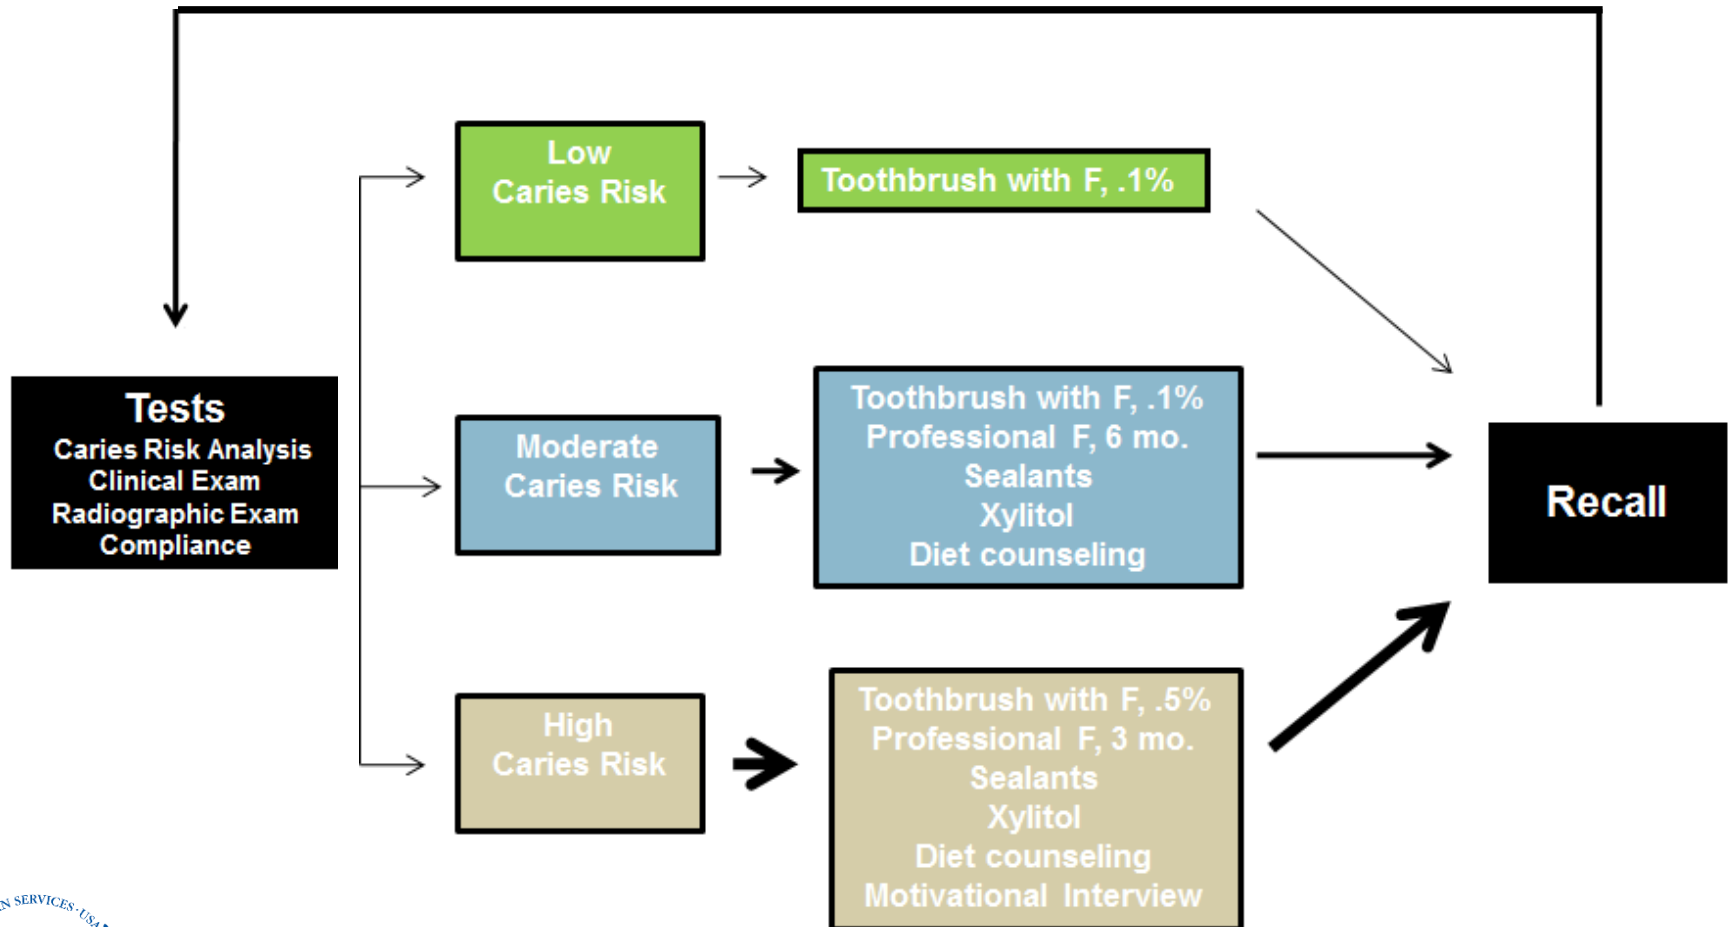 Low
Caries Risk
Toothbrush with F, .1%
Tests
Caries Risk Analysis
Clinical Exam
Radiographic Exam
Compliance
Moderate
Caries Risk
Toothbrush with F, .1%
Professional F, 6 mo.
Sealants
Xylitol
Diet counseling
Recall
High
Caries Risk
Toothbrush with F, .5%
Professional F, 3 mo.
Sealants
Xylitol
Diet counseling
Motivational Interview
SERVICES · USA